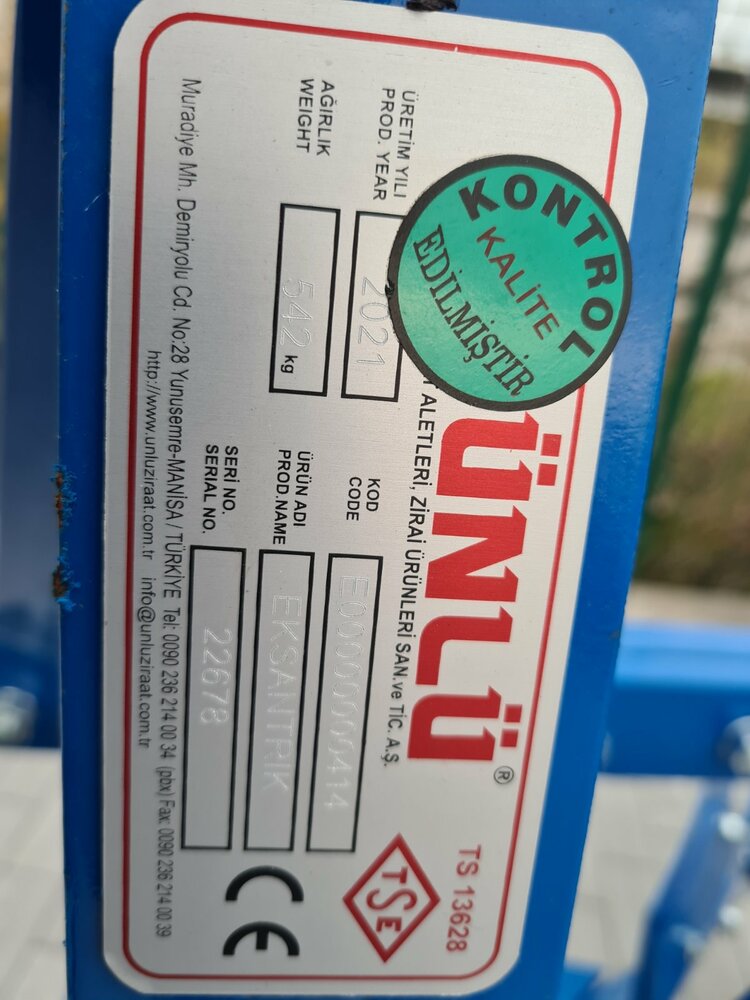 KONTROL
KALİTE
EDİLMİŞTİR
ÜNLÜ®
TS 13628
TSE
ALETLERİ, ZİRAİ ÜRÜNLERİ SAN.ve TİC. A.Ş.
ÜRETİM YILI
PROD. YEAR
2021
KOD
CODE
E0000000414
AĞIRLIK
WEIGHT
542 kg
ÜRÜN ADI
PROD.NAME
EKSANTRIK
SERİ NO.
SERIAL NO.
22678
CE
Muradiye Mh. Demiryolu Cd. No:28 Yunusemre-MANİSA / TÜRKİYE Tel: 0090 236 214 00 34 (pbx) Fax: 0090 236 214 00 39
http://www.unluziraat.com.tr info@unluziraat.com.tr